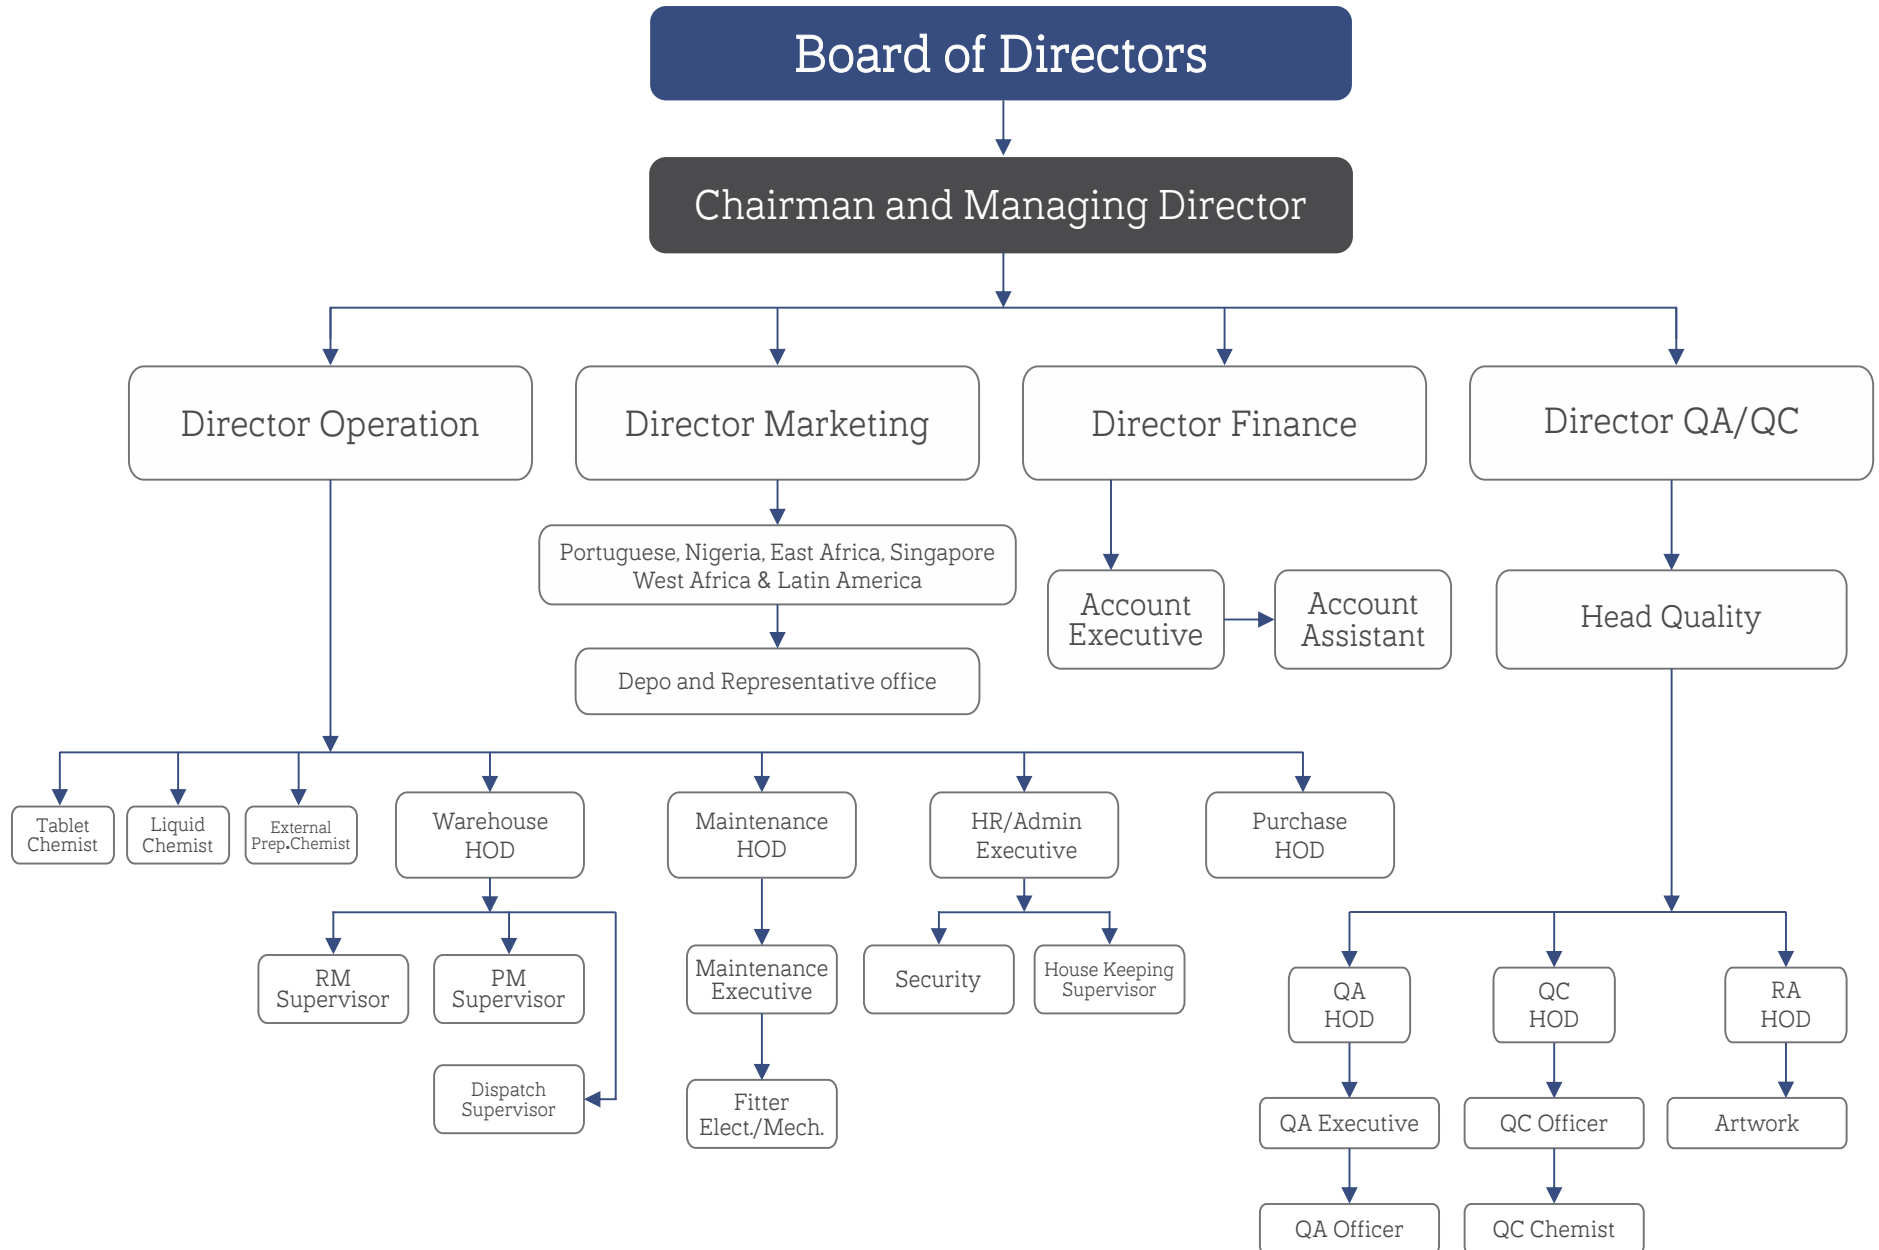 Board of Directors
Chairman and Managing Director
Director Operation
Director Marketing
Director Finance
Director QA/QC
Portuguese, Nigeria, East Africa, Singapore
West Africa & Latin America
Account
Executive
Account
Assistant
Head Quality
Depo and Representative office
Tablet
Chemist
Liquid
Chemist
External
Prep.Chemist
Warehouse
HOD
Maintenance
HOD
HR/Admin
Executive
Purchase
HOD
RM
Supervisor
PM
Supervisor
Maintenance
Executive
Security
House Keeping
Supervisor
QA
HOD
QC
HOD
RA
HOD
Dispatch
Supervisor
Fitter
Elect./Mech.
QA Executive
QC Officer
Artwork
QA Officer
QC Chemist